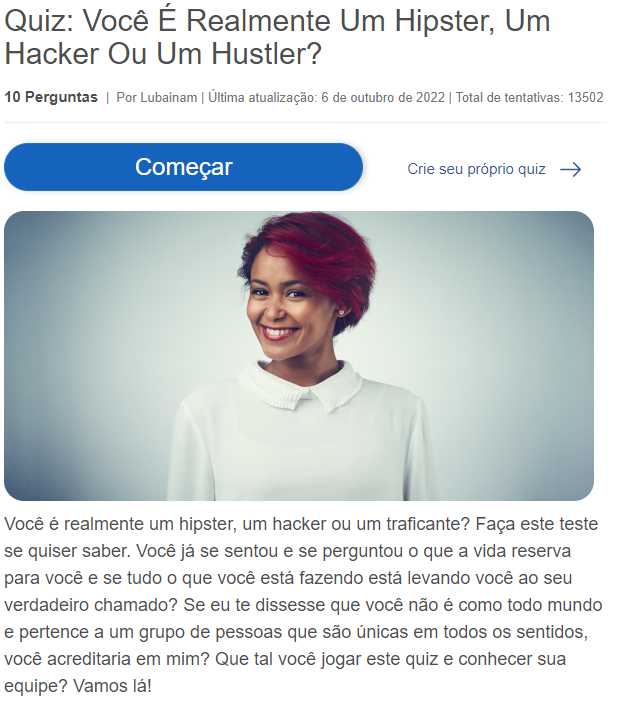 Quiz: Você É Realmente Um Hipster, Um
Hacker Ou Um Hustler?
10 Perguntas | Por Lubainam | Última atualização: 6 de outubro de 2022 | Total de tentativas: 13502
Começar
Crie seu próprio quiz →
Você é realmente um hipster, um hacker ou um traficante? Faça este teste
se quiser saber. Você já se sentou e se perguntou o que a vida reserva
para você e se tudo o que você está fazendo está levando você ao seu
verdadeiro chamado? Se eu te dissesse que você não é como todo mundo
e pertence a um grupo de pessoas que são únicas em todos os sentidos,
você acreditaria em mim? Que tal você jogar este quiz e conhecer sua
equipe? Vamos lá!